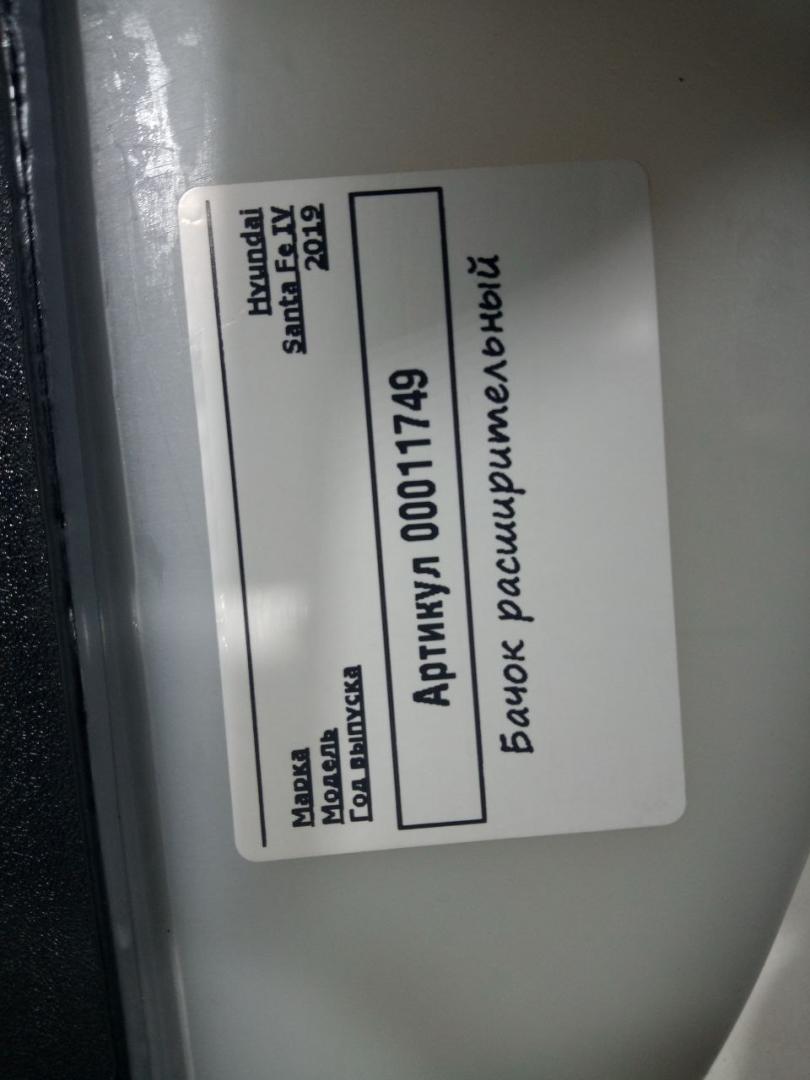 Марка Hyundai
Модель Santa Fe IV
Год выпуска 2019
Артикул 00011749
Бачок расширительный